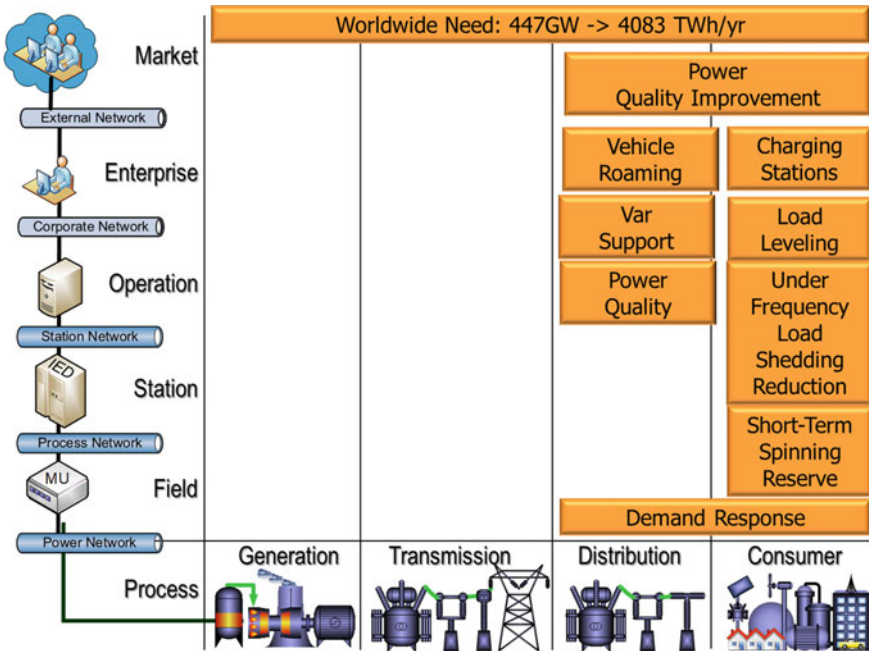 Worldwide Need: 447GW -> 4083 TWh/yr
Market
Power
Quality Improvement
External Network
Enterprise
Vehicle
Roaming
Charging
Stations
Corporate Network
Var
Support
Load
Leveling
Operation
Power
Quality
Under
Frequency
Load
Shedding
Reduction
Station Network
IED
Station
Process Network
Short-Term
Spinning
Reserve
MU
Field
Demand Response
Power Network
Process
Generation
Transmission
Distribution
Consumer